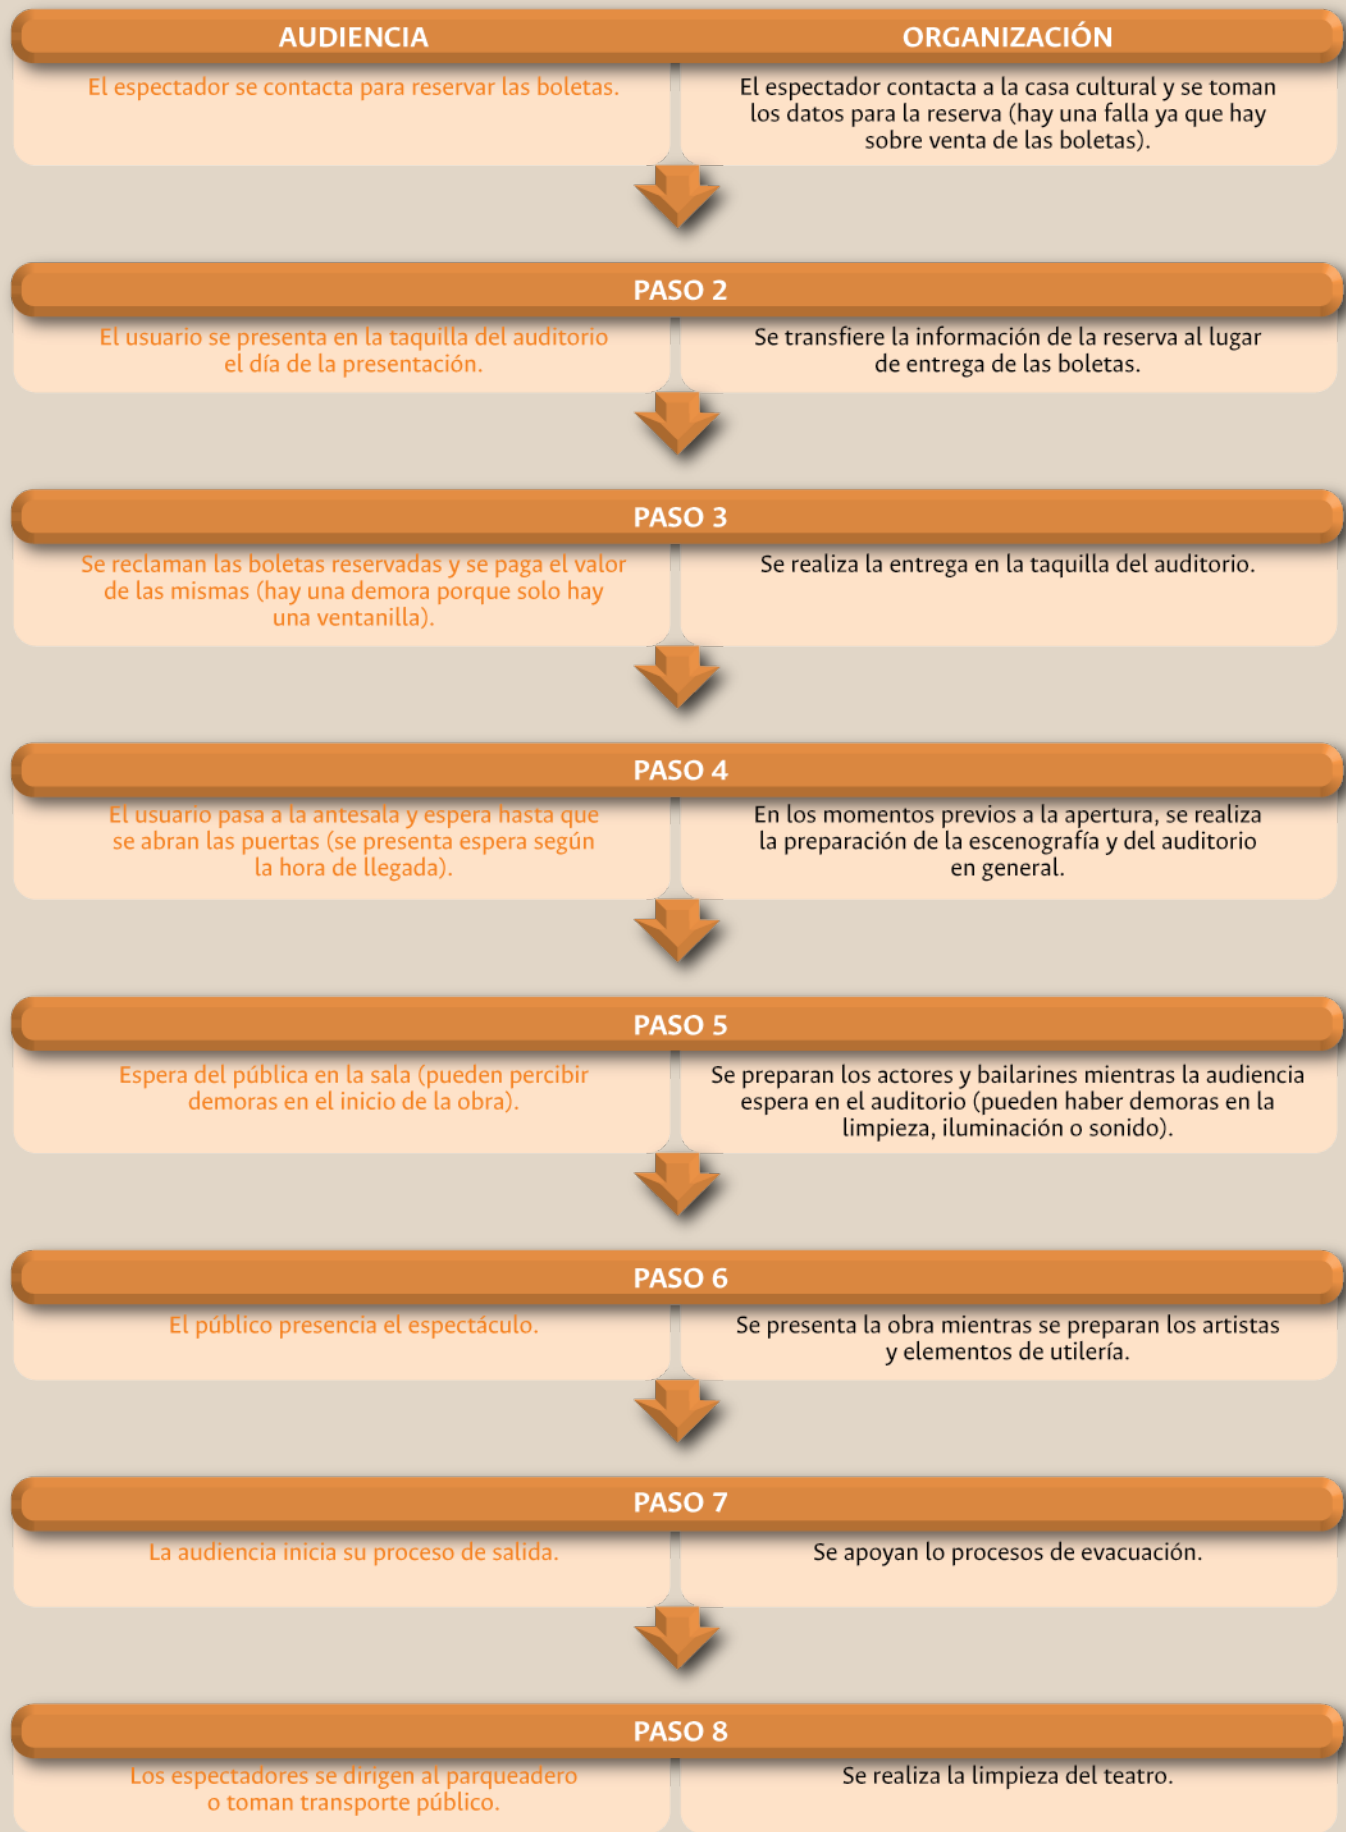 AUDIENCIA
ORGANIZACIÓN
El espectador se contacta para reservar las boletas.
El espectador contacta a la casa cultural y se toman
los datos para la reserva (hay una falla ya que hay
sobre venta de las boletas).
PASO 2
El usuario se presenta en la taquilla del auditorio
el día de la presentación.
Se transfiere la información de la reserva al lugar
de entrega de las boletas.
PASO 3
Se reclaman las boletas reservadas y se paga el valor
de las mismas (hay una demora porque solo hay
una ventanilla).
Se realiza la entrega en la taquilla del auditorio.
PASO 4
El usuario pasa a la antesala y espera hasta que
se abran las puertas (se presenta espera según
la hora de llegada).
En los momentos previos a la apertura, se realiza
la preparación de la escenografía y del auditorio
en general.
PASO 5
Espera del pública en la sala (pueden percibir
demoras en el inicio de la obra).
Se preparan los actores y bailarines mientras la audiencia
espera en el auditorio (pueden haber demoras en la
limpieza, iluminación o sonido).
PASO 6
El público presencia el espectáculo.
Se presenta la obra mientras se preparan los artistas
y elementos de utilería.
PASO 7
La audiencia inicia su proceso de salida.
Se apoyan lo procesos de evacuación.
PASO 8
Los espectadores se dirigen al parqueadero
o toman transporte público.
Se realiza la limpieza del teatro.